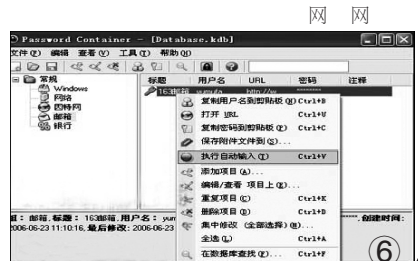 网 网
Password Container - [Database.kdb]
文件(F) 编辑 查看(V) 工具(T) 帮助(H)
常规
Windows
网络
因特网
邮箱
银行
标题 用户名 URL 密码 注释
163邮箱 yumufa http://w ********
复制用户名到剪贴板(U) Ctrl+B
打开 URL Ctrl+U
复制密码到剪贴板(P) Ctrl+C
保存附件文件到(S)...
执行自动输入(T) Ctrl+V
添加项目(A)...
编辑/查看 项目上(E)...
重复项目(C) Ctrl+K
删除项目(D) Ctrl+D
集中修改 (全部选择)(M)...
全选(L) Ctrl+A
在数据库查找(F)... Ctrl+F
组: 邮箱,标题: 163邮箱,用户名: yum
********,创建时间:
2006-06-23 11:10:16,最后修改: 2006-06-23
⑥